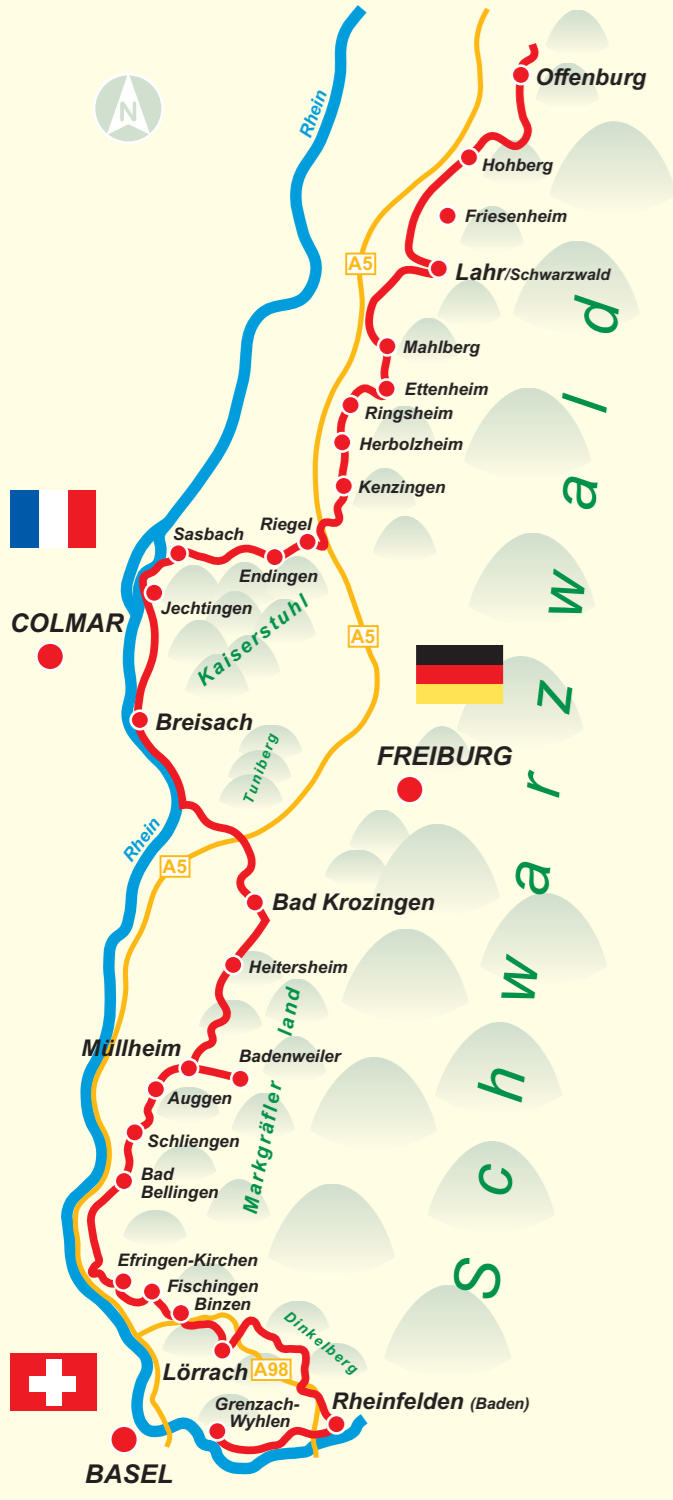 Offenburg
Rhein
N
Hohberg
Friesenheim
A5
Lahr/Schwarzwald
Mahlberg
Ettenheim
Ringsheim
Herbolzheim
Kenzingen
Riegel
Sasbach
Endingen
Jechtingen
Kaiserstuhl
COLMAR
A5
Breisach
Tuniberg
FREIBURG
Rhein
A5
Bad Krozingen
Heitersheim
Markgräfler land
Müllheim
Badenweiler
Auggen
Schliengen
Bad
Bellingen
Schwarzwald
Efringen-Kirchen
Fischingen
Binzen
Dinkelberg
Lörrach
A98
Rheinfelden (Baden)
Grenzach-
Wyhlen
BASEL